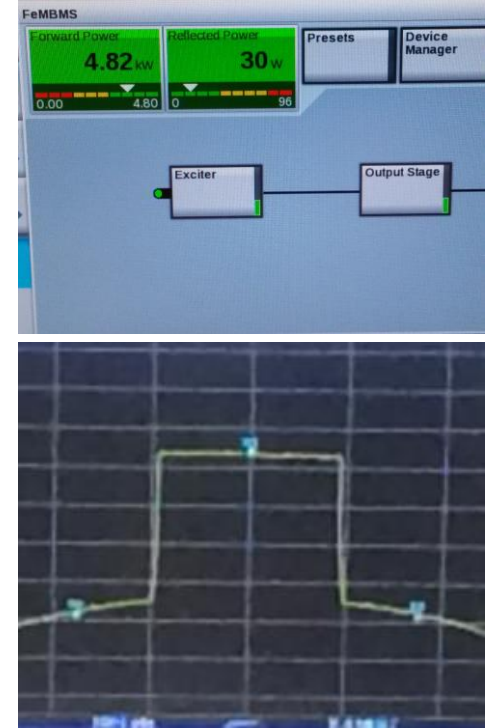 FeMBMS
Forward Power
4.82 kW
0.00 4.80
Reflected Power
30 W
0 96
Presets
Device
Manager
Exciter
Output Stage